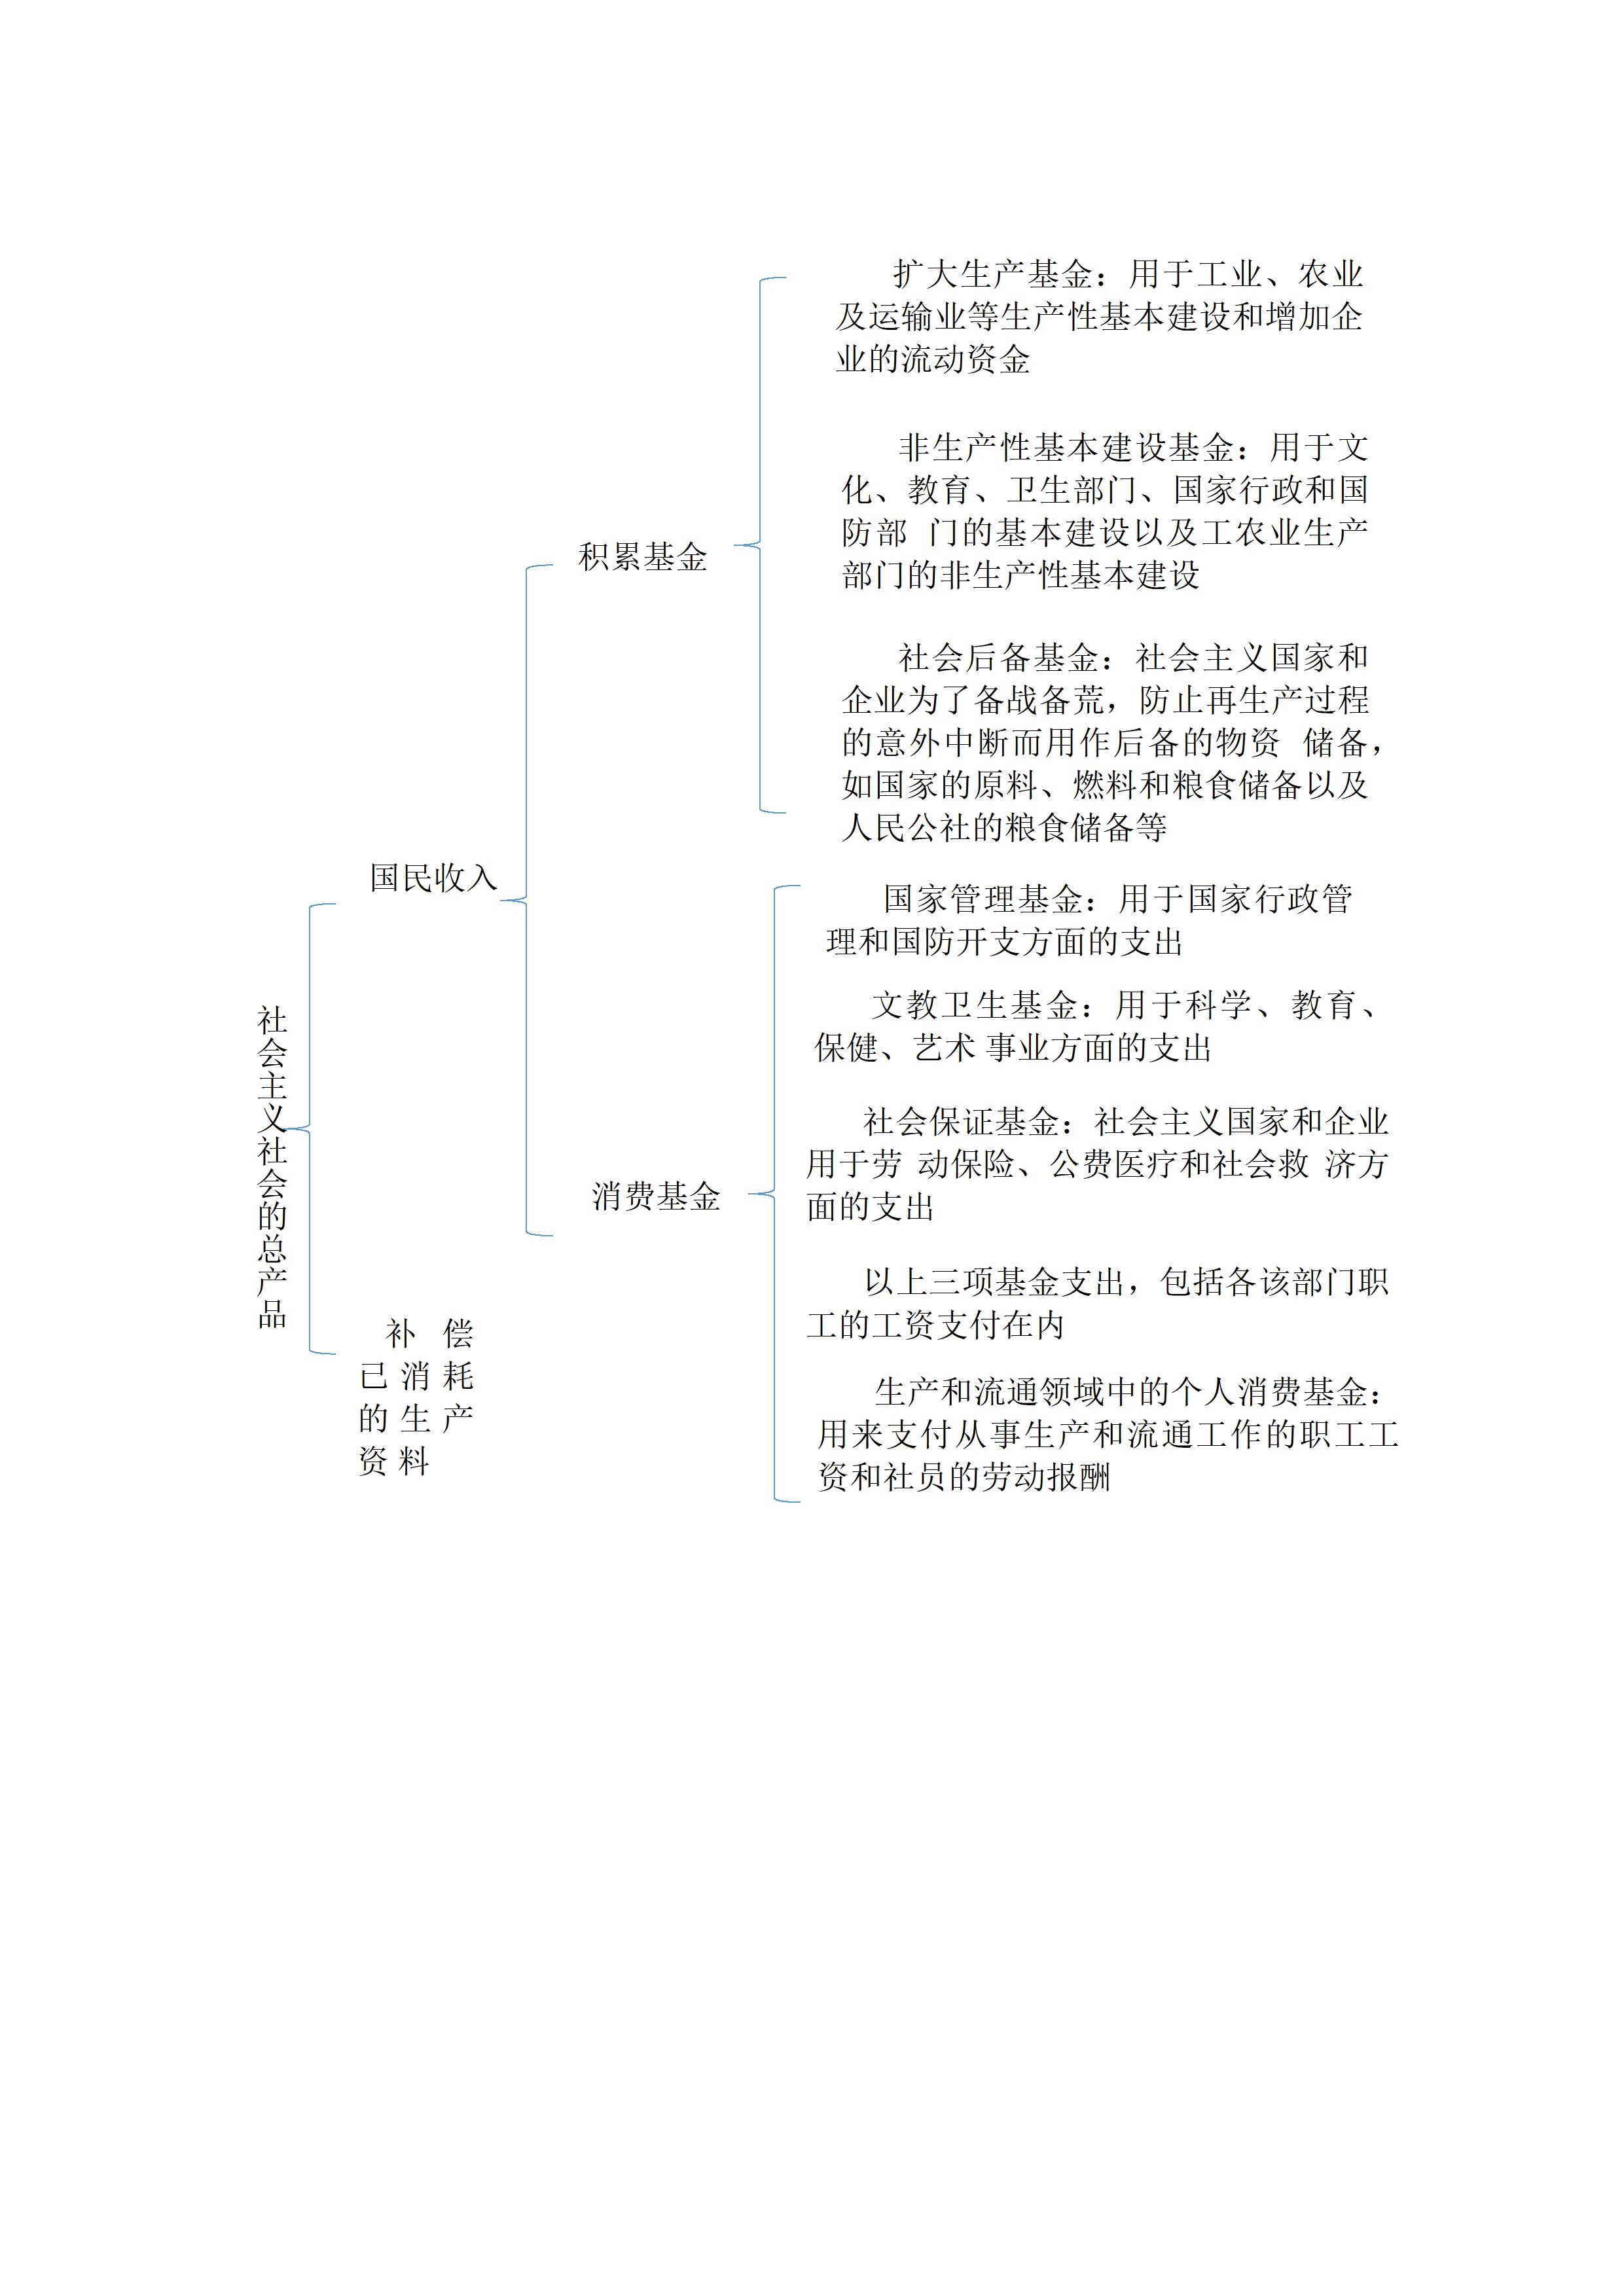 扩大生产基金：用于工业、农业
及运输业等生产性基本建设和增加企
业的流动资金
非生产性基本建设基金：用于文
化、教育、卫生部门、国家行政和国
防部 门的基本建设以及工农业生产
部门的非生产性基本建设
积累基金
社会后备基金：社会主义国家和
企业为了备战备荒，防止再生产过程
的意外中断而用作后备的物资 储备，
如国家的原料、燃料和粮食储备以及
人民公社的粮食储备等
国民收入
国家管理基金：用于国家行政管
理和国防开支方面的支出
文教卫生基金：用于科学、教育、
保健、艺术 事业方面的支出
社会主义社会的总产品
社会保证基金：社会主义国家和企业
用于劳 动保险、公费医疗和社会救 济方
面的支出
消费基金
以上三项基金支出，包括各该部门职
工的工资支付在内
补 偿
已 消 耗
的 生 产
资 料
生产和流通领域中的个人消费基金：
用来支付从事生产和流通工作的职工工
资和社员的劳动报酬